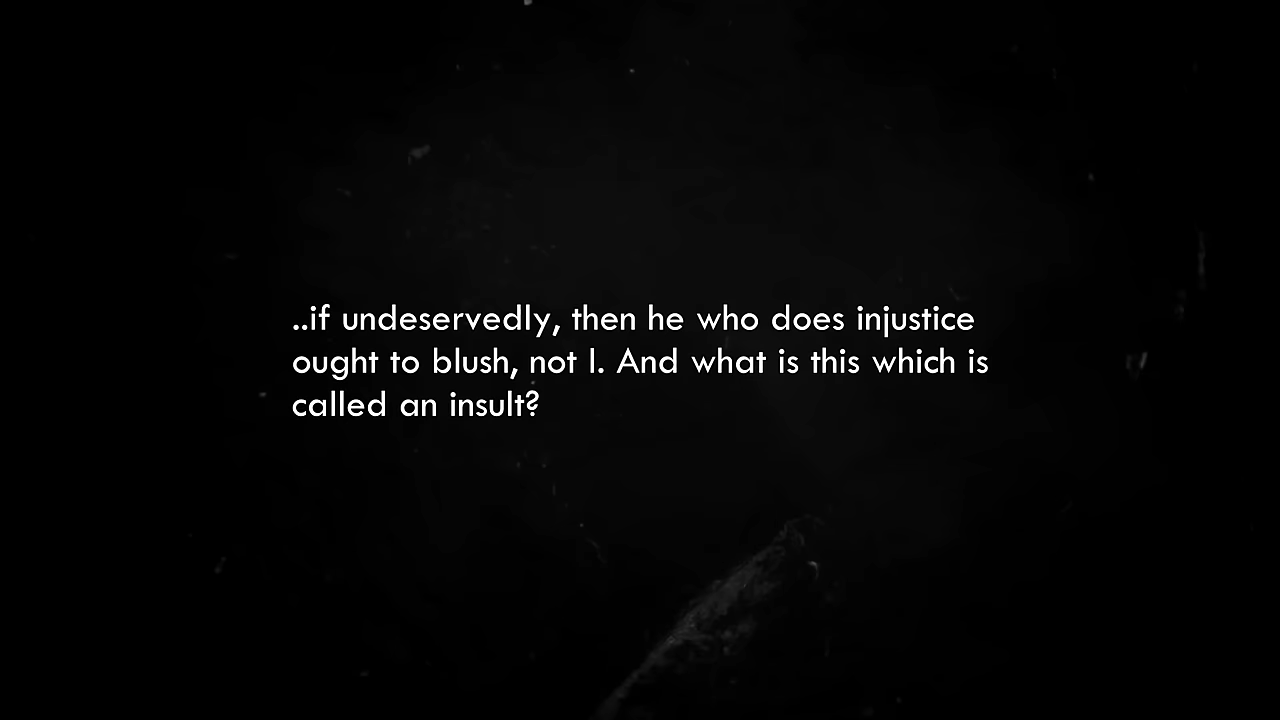 ..if undeservedly, then he who does injustice
ought to blush, not I. And what is this which is
called an insult?